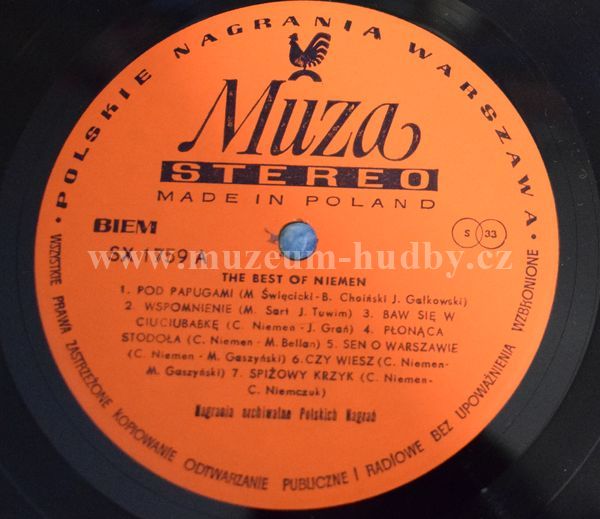 • POLSKIE NAGRANIA WARSZAWA •
Muza
STEREO
MADE IN POLAND
BIEM
S 33
SX 1759 A
www.muzeum-hudby.cz
THE BEST OF NIEMEN
1. POD PAPUGAMI (M. Święcicki-B. Choiński J. Gałkowski)
2. WSPOMNIENIE (M. Sart J. Tuwim) 3. BAW SIĘ W
CIUCIUBABKĘ (C. Niemen-J. Grań) 4. PŁONĄCA
STODOŁA (C. Niemen - M. Bellan) 5. SEN O WARSZAWIE
(C. Niemen - M. Gaszyński) 6.CZY WIESZ (C. Niemen-
M. Gaszyński) 7. SPIŻOWY KRZYK (C. Niemen-
C. Niemczuk)
Nagrania archiwalne Polskich Nagrań
WSZYSTKIE PRAWA ZASTRZEŻONE KOPIOWANIE ODTWARZANIE PUBLICZNE I RADIOWE BEZ UPOWAŻNIENIA WZBRONIONE